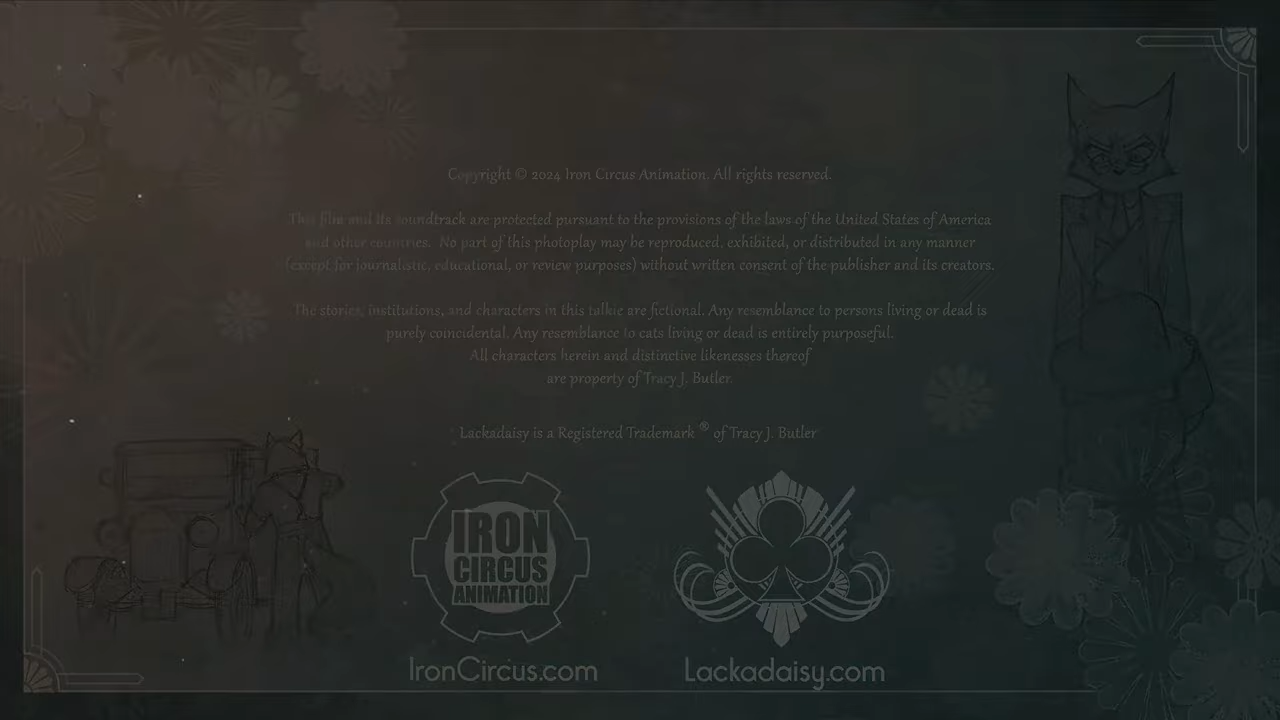 Copyright © 2024 Iron Circus Animation. All rights reserved.
This film and its soundtrack are protected pursuant to the provisions of the laws of the United States of America
and other countries. No part of this photoplay may be reproduced, exhibited, or distributed in any manner
(except for journalistic, educational, or review purposes) without written consent of the publisher and its creators.
The stories, institutions, and characters in this talkie are fictional. Any resemblance to persons living or dead is
purely coincidental. Any resemblance to cats living or dead is entirely purposeful.
All characters herein and distinctive likenesses thereof
are property of Tracy J. Butler.
Lackadaisy is a Registered Trademark ® of Tracy J. Butler
IRON
CIRCUS
ANIMATION
IronCircus.com
Lackadaisy.com